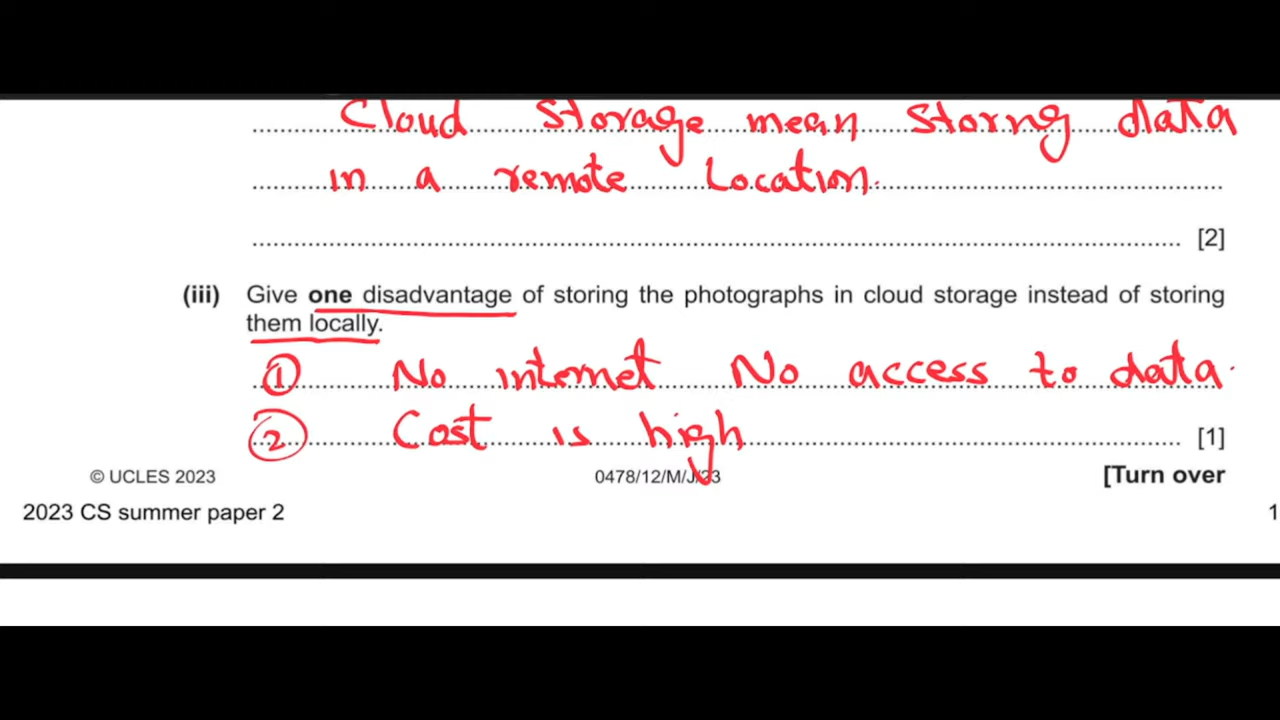 Cloud Storage mean Storng data
in a remote Location.
[2]
(iii) Give one disadvantage of storing the photographs in cloud storage instead of storing
them locally.
① No internet No access to data.
② Cost is high [1]
© UCLES 2023 0478/12/M/J/23 [Turn over
2023 CS summer paper 2 1